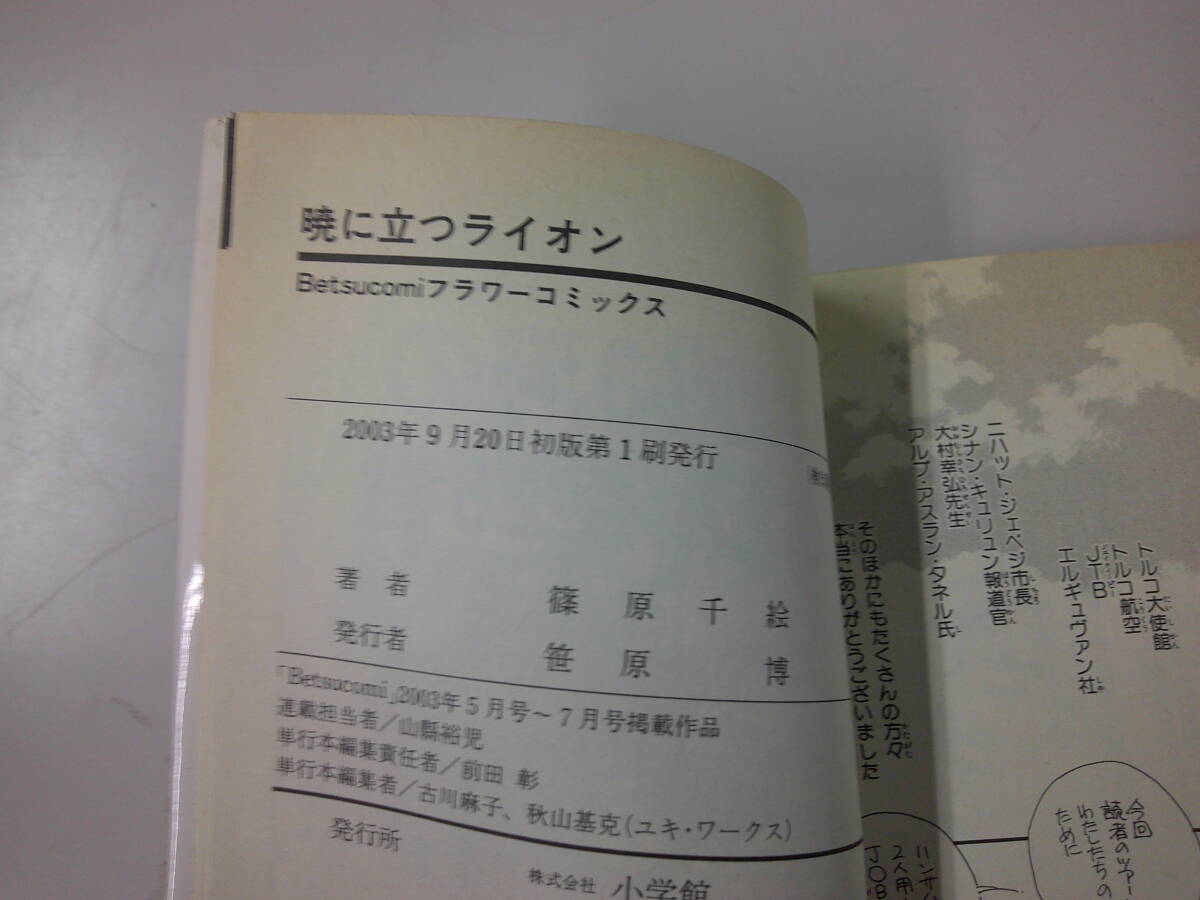 暁に立つライオン
Betsucomiフラワーコミックス
2003年9月20日初版第1刷発行
著者 篠原千絵
発行者 笹原博
「Betsucomi」2003年5月号~7月号掲載作品
連載担当者/山縣裕児
単行本編集責任者/前田 彰
単行本編集者/古川麻子、秋山基克(ユキ・ワークス)
発行所
株式会社 小学館
トルコ大使館
トルコ航空
JTB
エルギュヴァン社
ニハット・ジェベジ市長
シナン・キュリュン報道官
大村幸弘先生
アルプ・アスラン・タネル氏
そのほかにもたくさんの方々
本当にありがとうございました
今回
読者のツアー
わたしたちの
ために
2人用